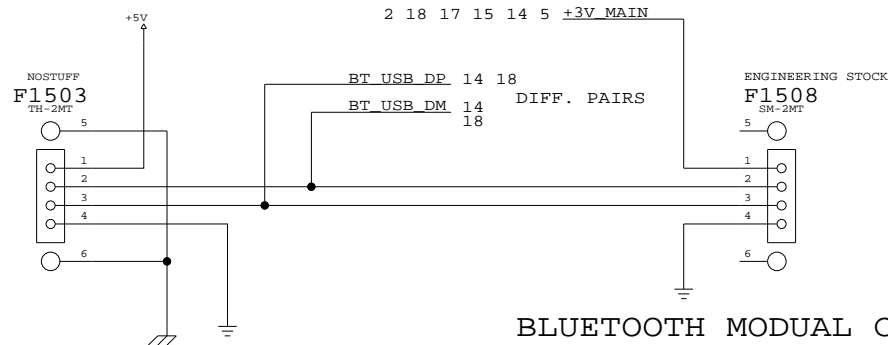 2 18 17 15 14 5 +3V_MAIN
+5V
NOSTUFF
F1503
TH-2MT
BT_USB_DP 14 18
BT_USB_DM 14
18
DIFF. PAIRS
ENGINEERING STOCK
F1508
SM-2MT
5
1
2
3
4
6
5
1
2
3
4
6
BLUETOOTH MODUAL C